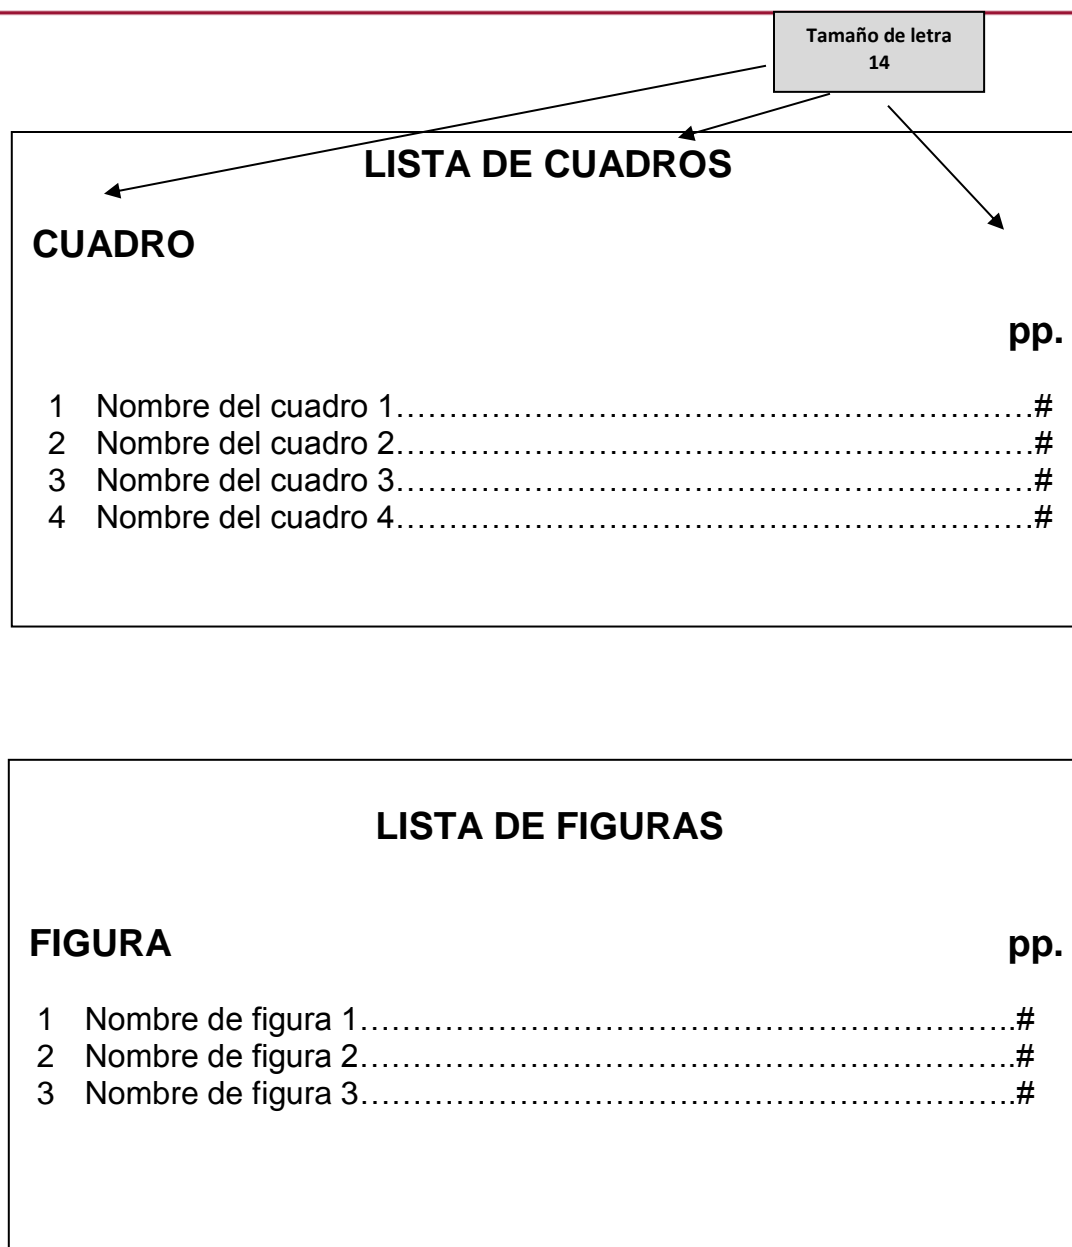 Tamaño de letra
14
LISTA DE CUADROS
CUADRO
pp.
1 Nombre del cuadro 1………………………………………………………#
2 Nombre del cuadro 2………………………………………………………#
3 Nombre del cuadro 3………………………………………………………#
4 Nombre del cuadro 4………………………………………………………#
LISTA DE FIGURAS
FIGURA pp.
1 Nombre de figura 1………………………………………………………..#
2 Nombre de figura 2………………………………………………………..#
3 Nombre de figura 3………………………………………………………..#